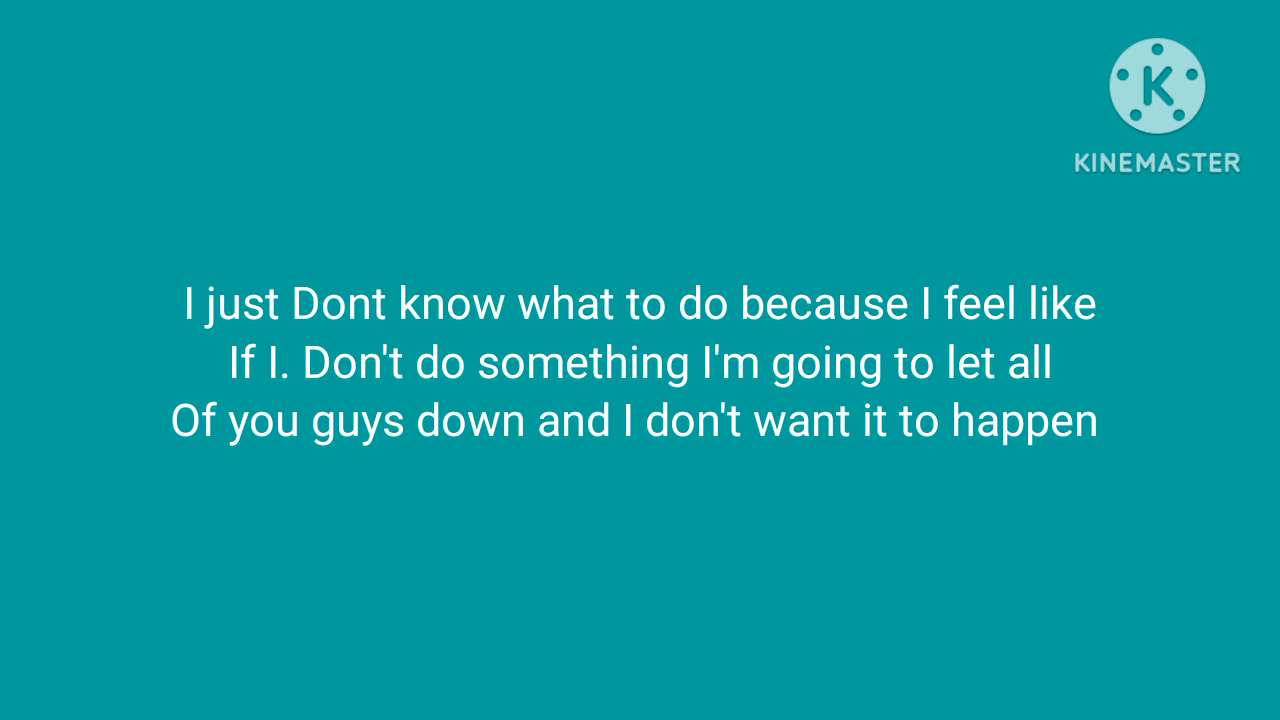 K
KINEMASTER
I just Dont know what to do because I feel like
If I. Don't do something I'm going to let all
Of you guys down and I don't want it to happen